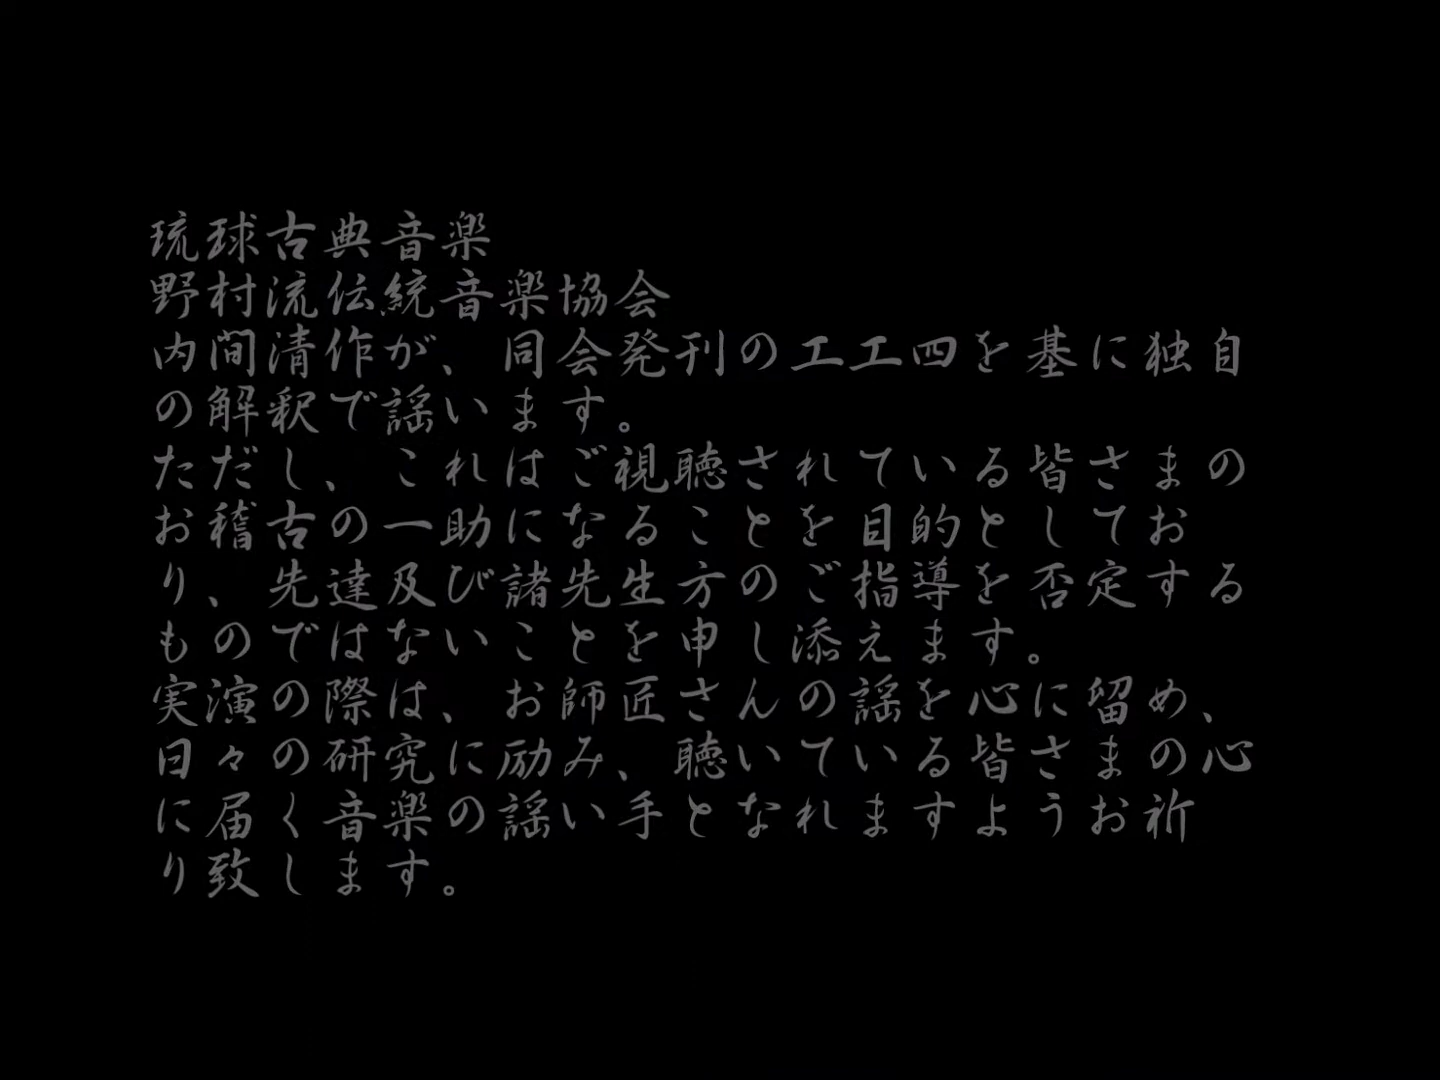 琉球古典音楽
野村流伝統音楽協会
内間清作が、同会発刊の工工四を基に独自
の解釈で謡います。
ただし、これはご視聴されている皆さまの
お稽古の一助になることを目的としてお
り、先達及び諸先生方のご指導を否定する
ものではないことを申し添えます。
実演の際は、お師匠さんの謡を心に留め、
日々の研究に励み、聴いている皆さまの心
に届く音楽の謡い手となれますようお祈
り致します。